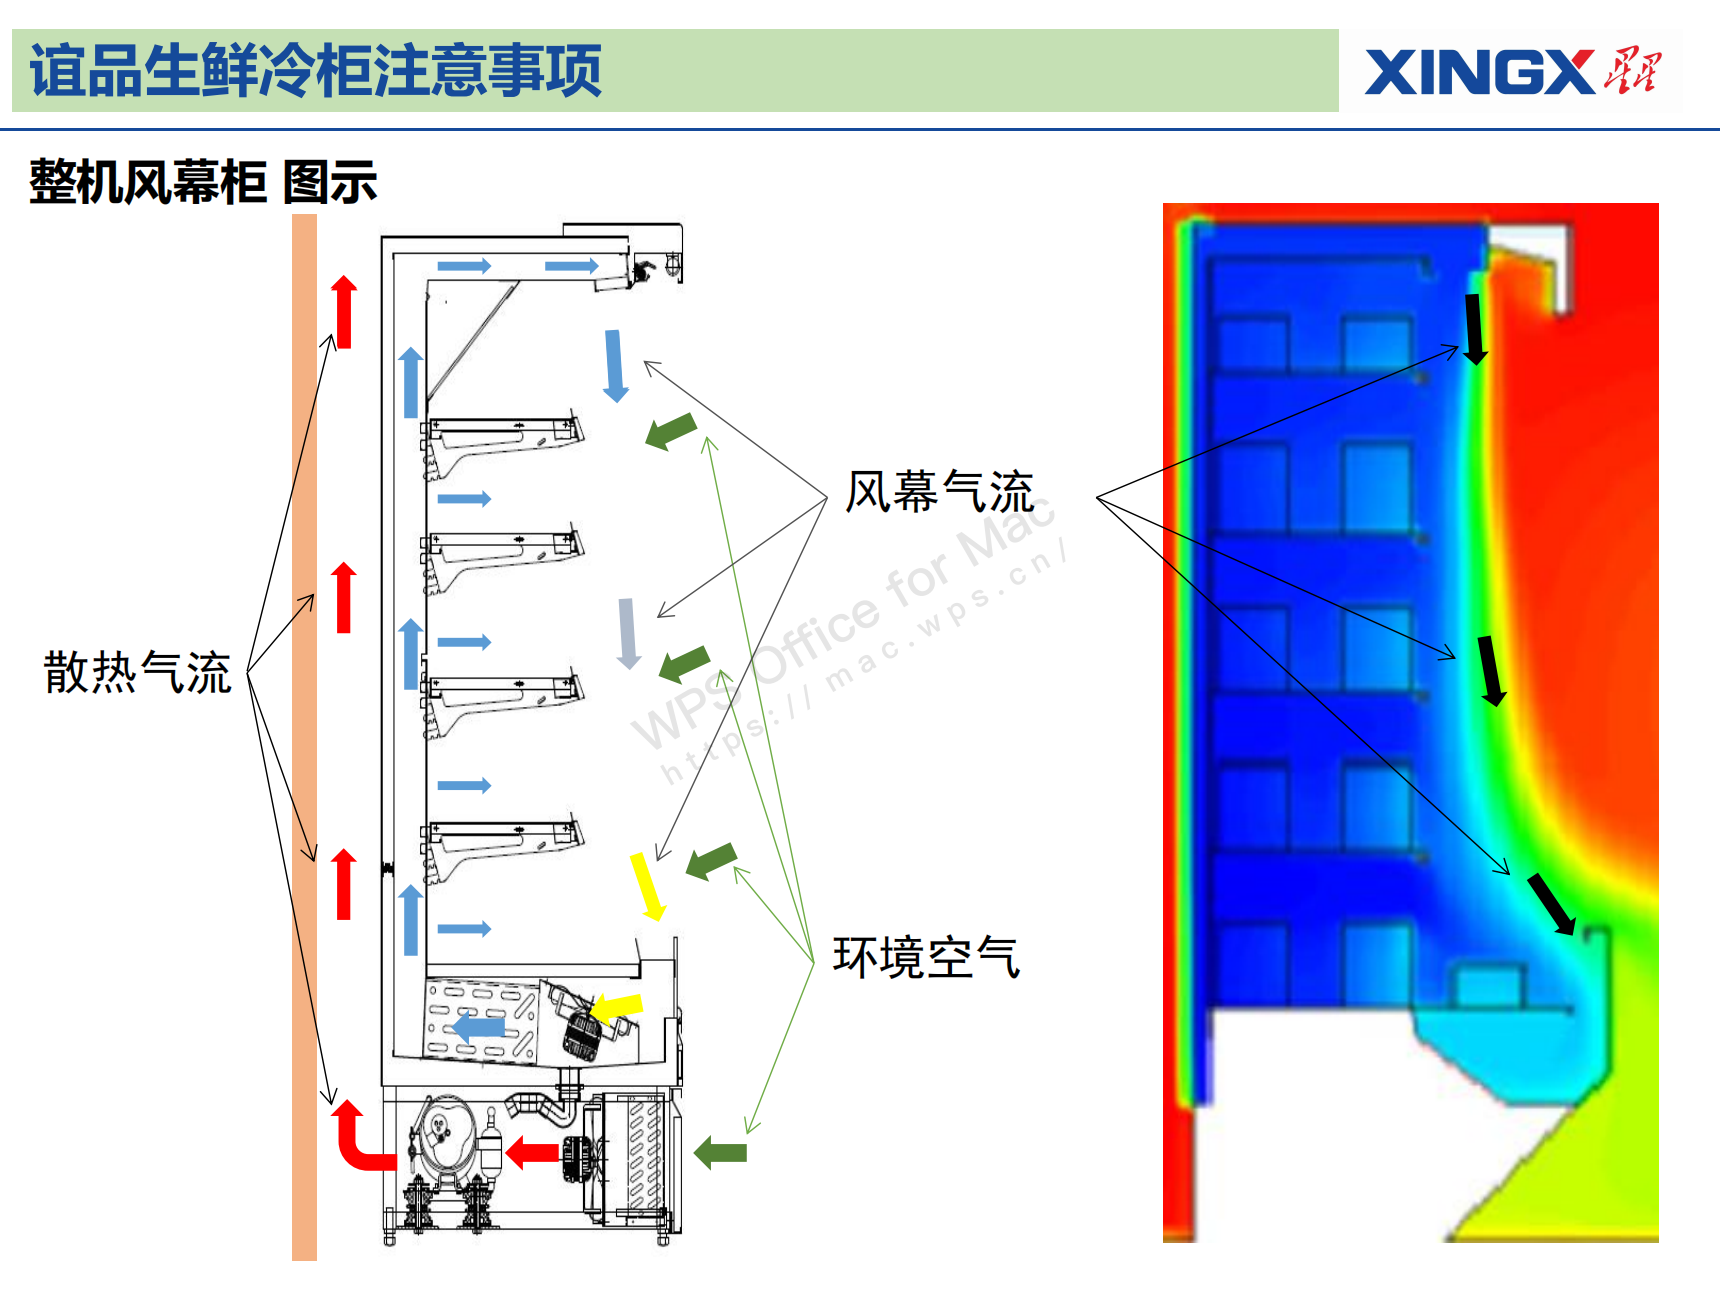 谊品生鲜冷柜注意事项
XINGX 星星
整机风幕柜 图示
风幕气流
散热气流
环境空气
WPS Office for Mac
https://mac.wps.cn/